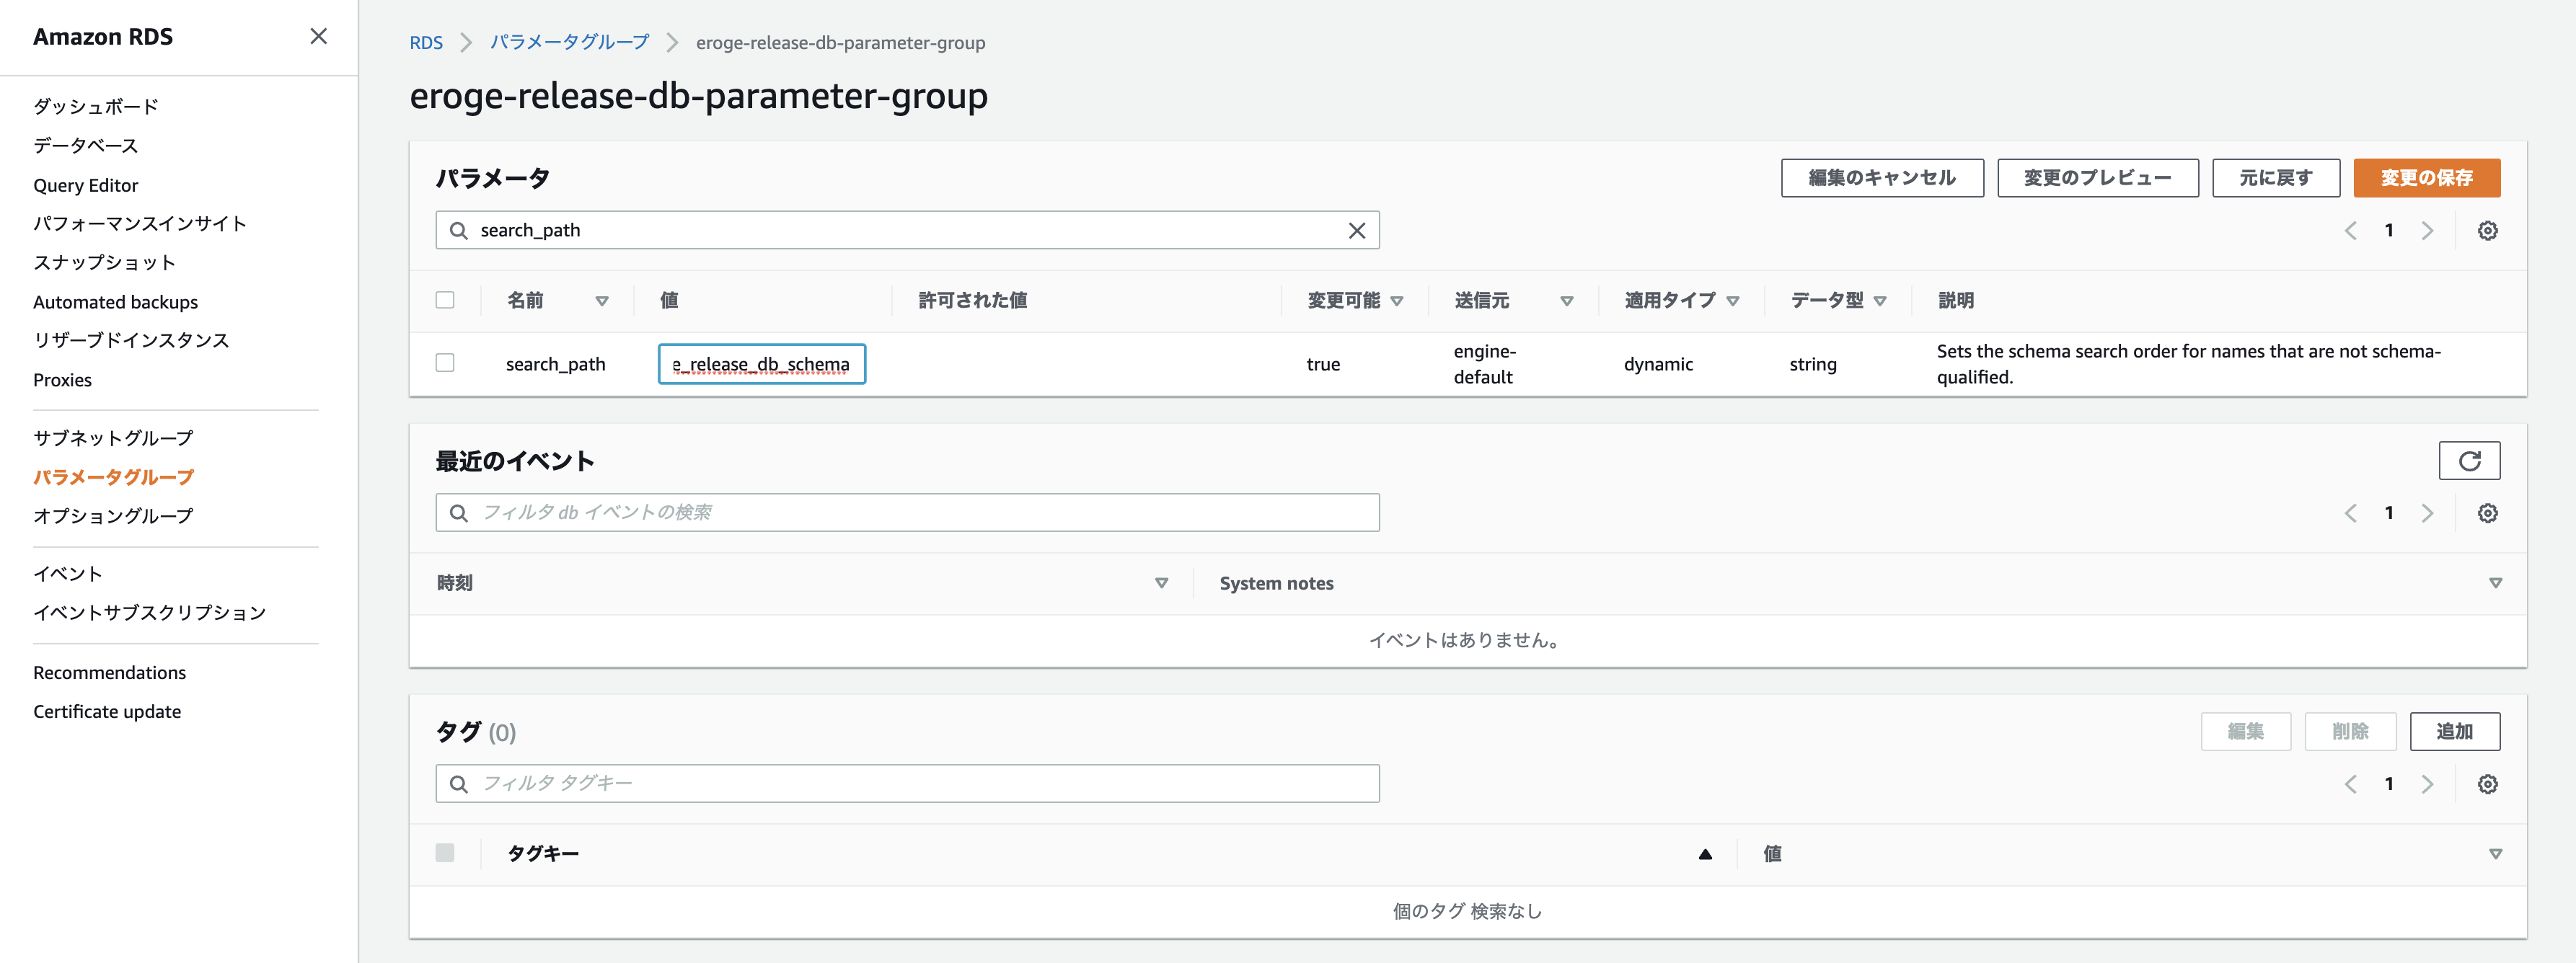 Amazon RDS
ダッシュボード
データベース
Query Editor
パフォーマンスインサイト
スナップショット
Automated backups
リザーブドインスタンス
Proxies
サブネットグループ
パラメータグループ
オプショングループ
イベント
イベントサブスクリプション
Recommendations
Certificate update
RDS パラメータグループ eroge-release-db-parameter-group
eroge-release-db-parameter-group
パラメータ
編集のキャンセル 変更のプレビュー 元に戻す 変更の保存
search_path
1
名前 値 許可された値 変更可能 送信元 適用タイプ データ型 説明
search_path e_release_db_schema true engine-default dynamic string Sets the schema search order for names that are not schema-qualified.
最近のイベント
フィルタ db イベントの検索
1
時刻 System notes
イベントはありません。
タグ (0)
編集 削除 追加
フィルタ タグキー
1
タグキー 値
個のタグ 検索なし